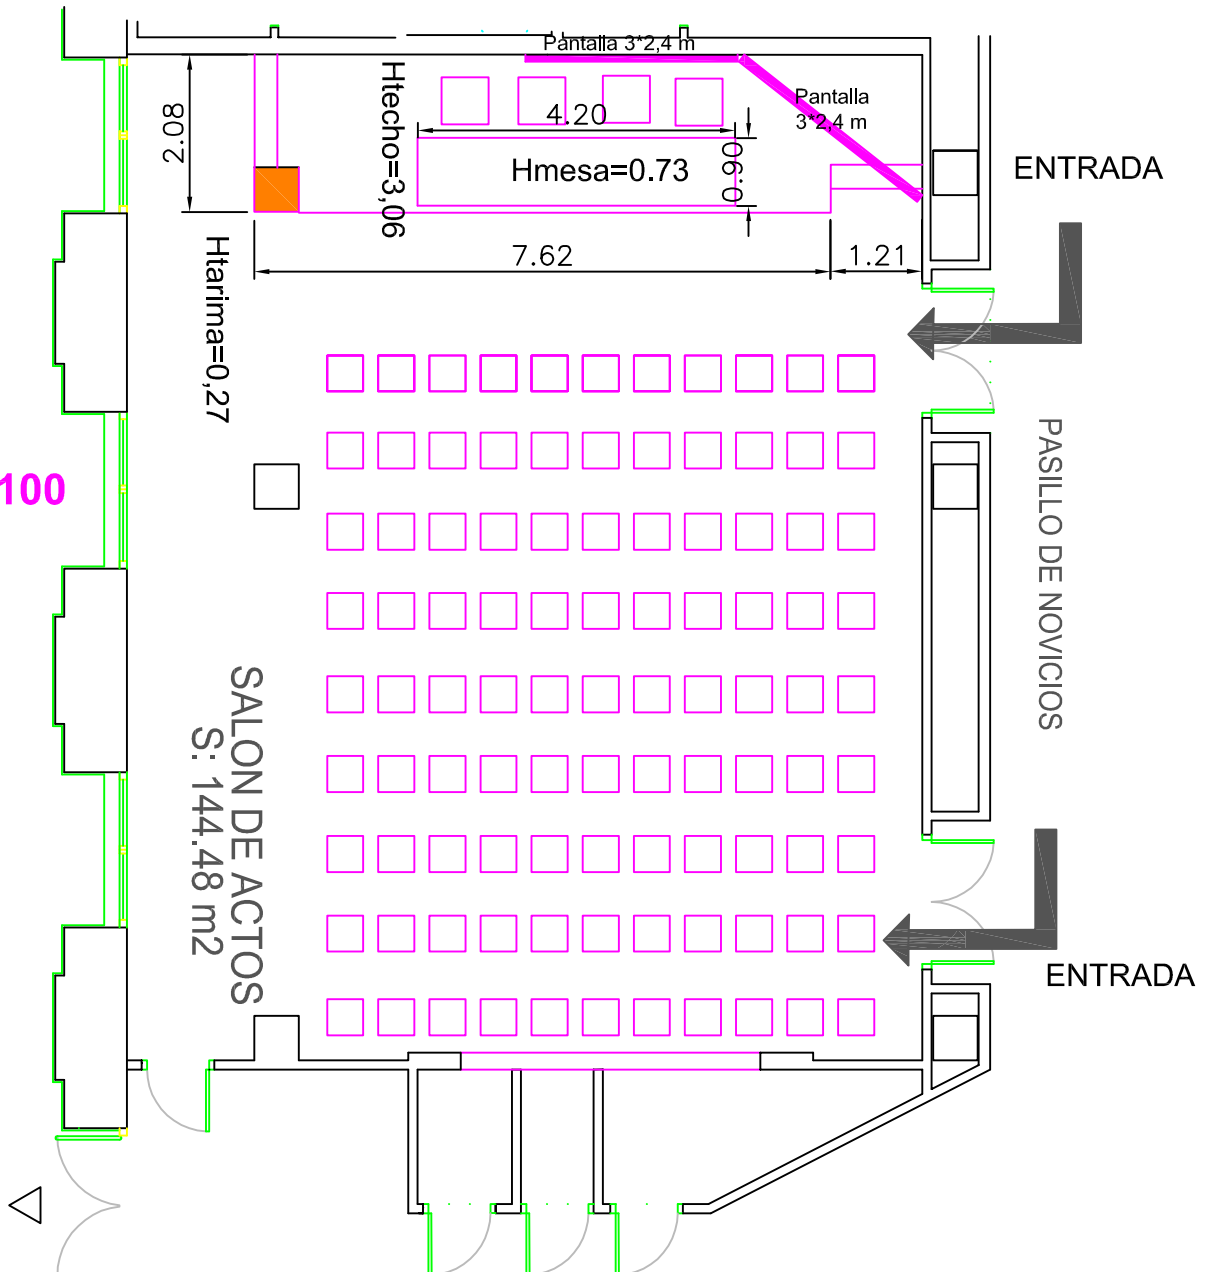 Pantalla 3*2,4 m
Pantalla
3*2,4 m
2.08
Htecho=3,06
4.20
Hmesa=0.73
0.90
ENTRADA
Htarima=0,27
7.62
1.21
100
PASILLO DE NOVICIOS
SALON DE ACTOS
S: 144.48 m2
ENTRADA